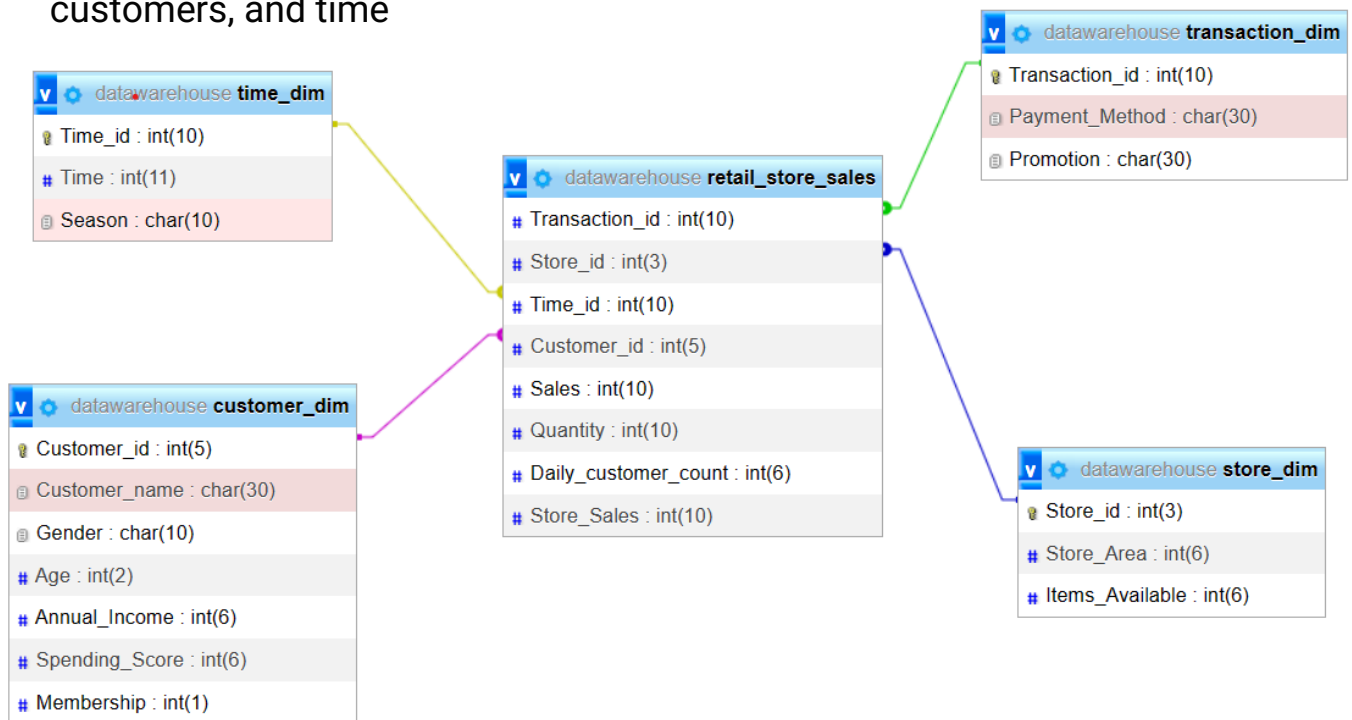 customers, and time
datawarehouse time_dim
Time_id : int(10)
Time : int(11)
Season : char(10)
datawarehouse customer_dim
Customer_id : int(5)
Customer_name : char(30)
Gender : char(10)
Age : int(2)
Annual_Income : int(6)
Spending_Score : int(6)
Membership : int(1)
datawarehouse retail_store_sales
Transaction_id : int(10)
Store_id : int(3)
Time_id : int(10)
Customer_id : int(5)
Sales : int(10)
Quantity : int(10)
Daily_customer_count : int(6)
Store_Sales : int(10)
datawarehouse transaction_dim
Transaction_id : int(10)
Payment_Method : char(30)
Promotion : char(30)
datawarehouse store_dim
Store_id : int(3)
Store_Area : int(6)
Items_Available : int(6)